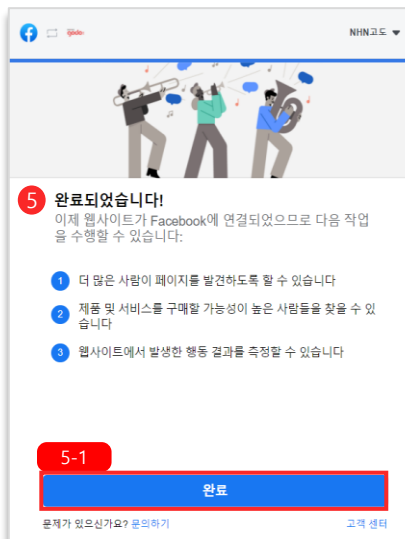 godo
NHN고도
5 완료되었습니다!
이제 웹사이트가 Facebook에 연결되었으므로 다음 작업
을 수행할 수 있습니다:
1 더 많은 사람이 페이지를 발견하도록 할 수 있습니다
2 제품 및 서비스를 구매할 가능성이 높은 사람들을 찾을 수 있
습니다
3 웹사이트에서 발생한 행동 결과를 측정할 수 있습니다
5-1
완료
문제가 있으신가요? 문의하기
고객 센터